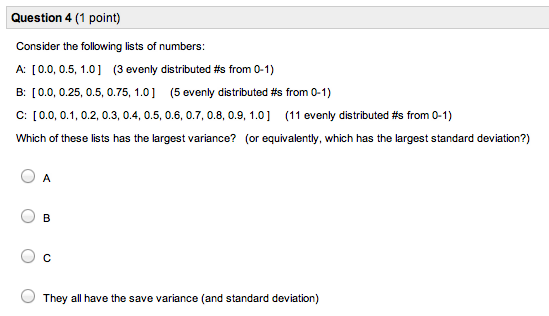 Question 4 (1 point)
Consider the following lists of numbers:
A: [0.0, 0.5, 1.0] (3 evenly distributed #s from 0-1)
B: [0.0, 0.25, 0.5, 0.75, 1.0] (5 evenly distributed #s from 0-1)
C: [0.0, 0.1, 0.2, 0.3, 0.4, 0.5, 0.6, 0.7, 0.8, 0.9, 1.0] (11 evenly distributed #s from 0-1)
Which of these lists has the largest variance? (or equivalently, which has the largest standard deviation?)
A
B
C
They all have the save variance (and standard deviation)